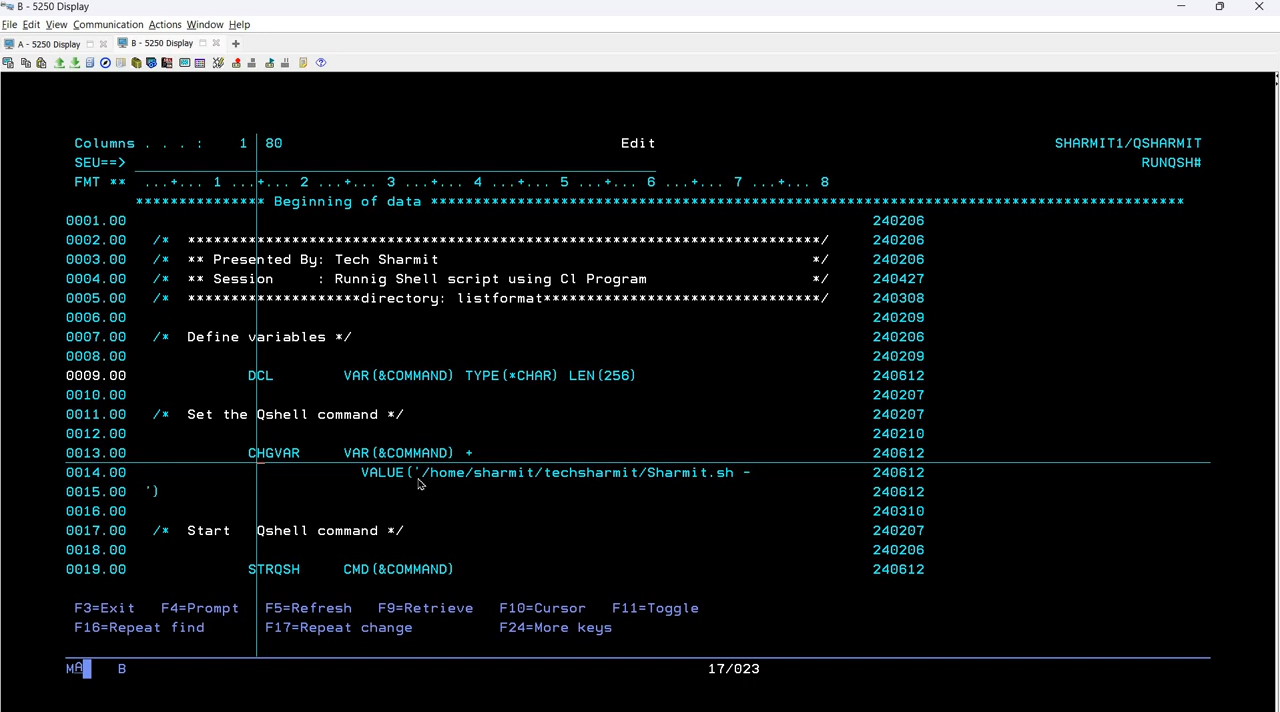 B - 5250 Display
File Edit View Communication Actions Window Help
A - 5250 Display B - 5250 Display
Columns . . . : 1 80 Edit SHARMIT1/QSHARMIT
SEU==> RUNQSH#
FMT ** ...+... 1 ...+... 2 ...+... 3 ...+... 4 ...+... 5 ...+... 6 ...+... 7 ...+... 8
*************** Beginning of data ***************************************************************************************
0001.00 240206
0002.00 /* *************************************************************************/ 240206
0003.00 /* ** Presented By: Tech Sharmit */ 240206
0004.00 /* ** Session : Runnig Shell script using Cl Program */ 240427
0005.00 /* ********************directory: listformat********************************/ 240308
0006.00 240209
0007.00 /* Define variables */ 240206
0008.00 240209
0009.00 DCL VAR(&COMMAND) TYPE(*CHAR) LEN(256) 240612
0010.00 240207
0011.00 /* Set the Qshell command */ 240207
0012.00 240210
0013.00 CHGVAR VAR(&COMMAND) + 240612
0014.00 VALUE('/home/sharmit/techsharmit/Sharmit.sh - 240612
0015.00 ') 240612
0016.00 240310
0017.00 /* Start Qshell command */ 240207
0018.00 240206
0019.00 STRQSH CMD(&COMMAND) 240612
F3=Exit F4=Prompt F5=Refresh F9=Retrieve F10=Cursor F11=Toggle
F16=Repeat find F17=Repeat change F24=More keys
MA B 17/023